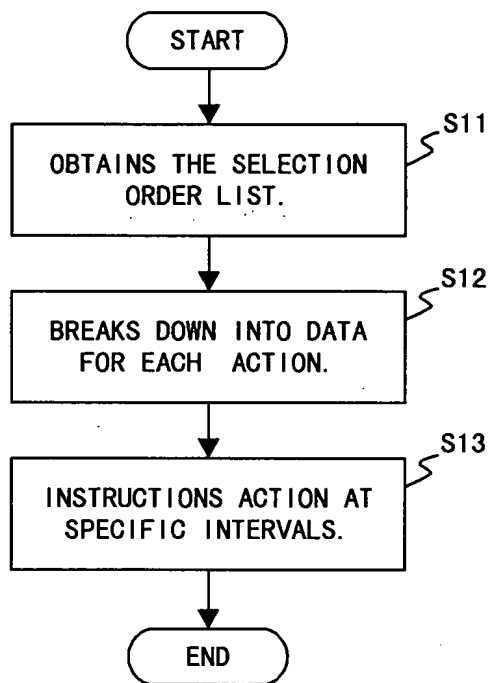 START
S11
OBTAINS THE SELECTION
ORDER LIST.
S12
BREAKS DOWN INTO DATA
FOR EACH ACTION.
S13
INSTRUCTIONS ACTION AT
SPECIFIC INTERVALS.
END